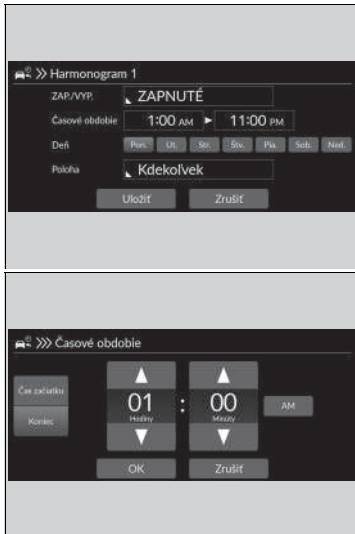 Harmonogram 1
ZAP./VYP. ZAPNUTÉ
Časové obdobie 1:00 AM 11:00 PM
Deň Pon. Ut. Str. Štv. Pia. Sob. Ned.
Poloha Kdekoľvek
Uložiť Zrušiť
Časové obdobie
Čas začiatku
Koniec
01 : 00 AM
Hodiny Minúty
OK Zrušiť